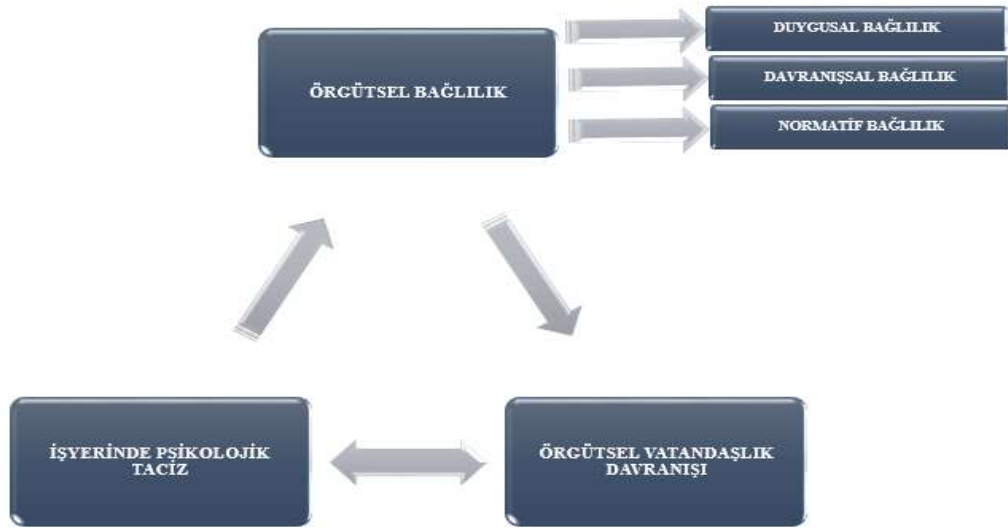 DUYGUSAL BAĞLILIK
ÖRGÜTSEL BAĞLILIK
DAVRANIŞSAL BAĞLILIK
NORMATİF BAĞLILIK
İŞYERİNDE PSİKOLOJİK
TACİZ
ÖRGÜTSEL VATANDAŞLIK
DAVRANIŞI